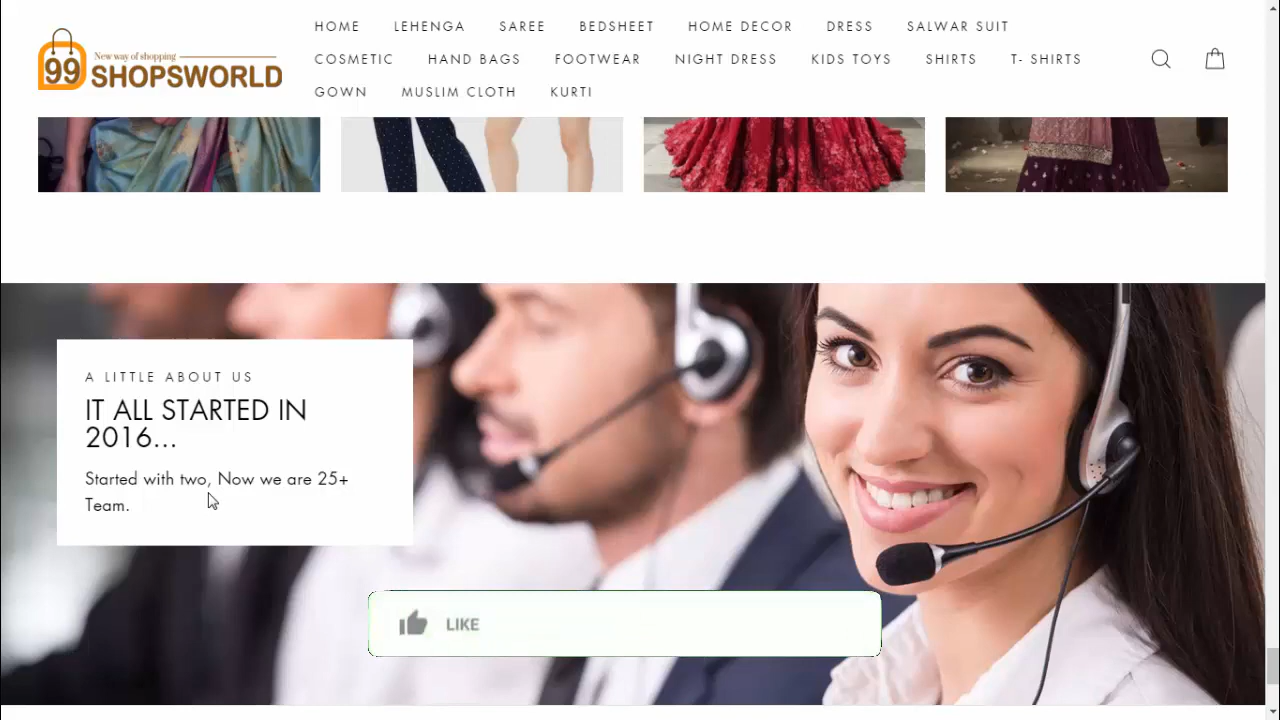 HOME LEHENGA SAREE BEDSHEET HOME DECOR DRESS SALWAR SUIT
99 New way of shopping
SHOPSWORLD
COSMETIC HAND BAGS FOOTWEAR NIGHT DRESS KIDS TOYS SHIRTS T- SHIRTS
GOWN MUSLIM CLOTH KURTI
A LITTLE ABOUT US
IT ALL STARTED IN
2016...
Started with two, Now we are 25+
Team.
LIKE